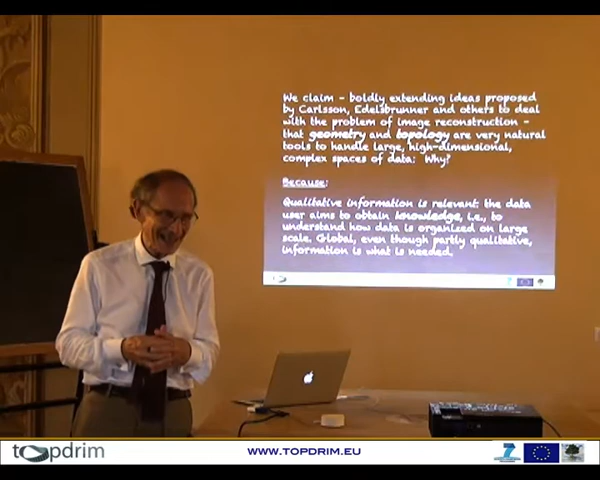 We claim - boldly extending ideas proposed
by Carlsson, Edelsbrunner and others to deal
with the problem of image reconstruction -
that geometry and topology are very natural
tools to handle large, high-dimensional,
complex spaces of data: Why?
Because:
Qualitative information is relevant: the data
user aims to obtain knowledge, i.e., to
understand how data is organized on large
scale. Global, even though partly qualitative,
information is what is needed.
topdrim
WWW.TOPDRIM.EU
7